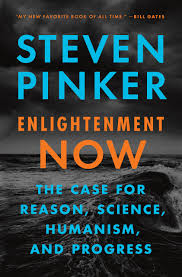 "MY NEW FAVORITE BOOK OF ALL TIME." —BILL GATES
STEVEN
PINKER
ENLIGHTENMENT
NOW
THE CASE FOR
REASON, SCIENCE,
HUMANISM,
AND PROGRESS